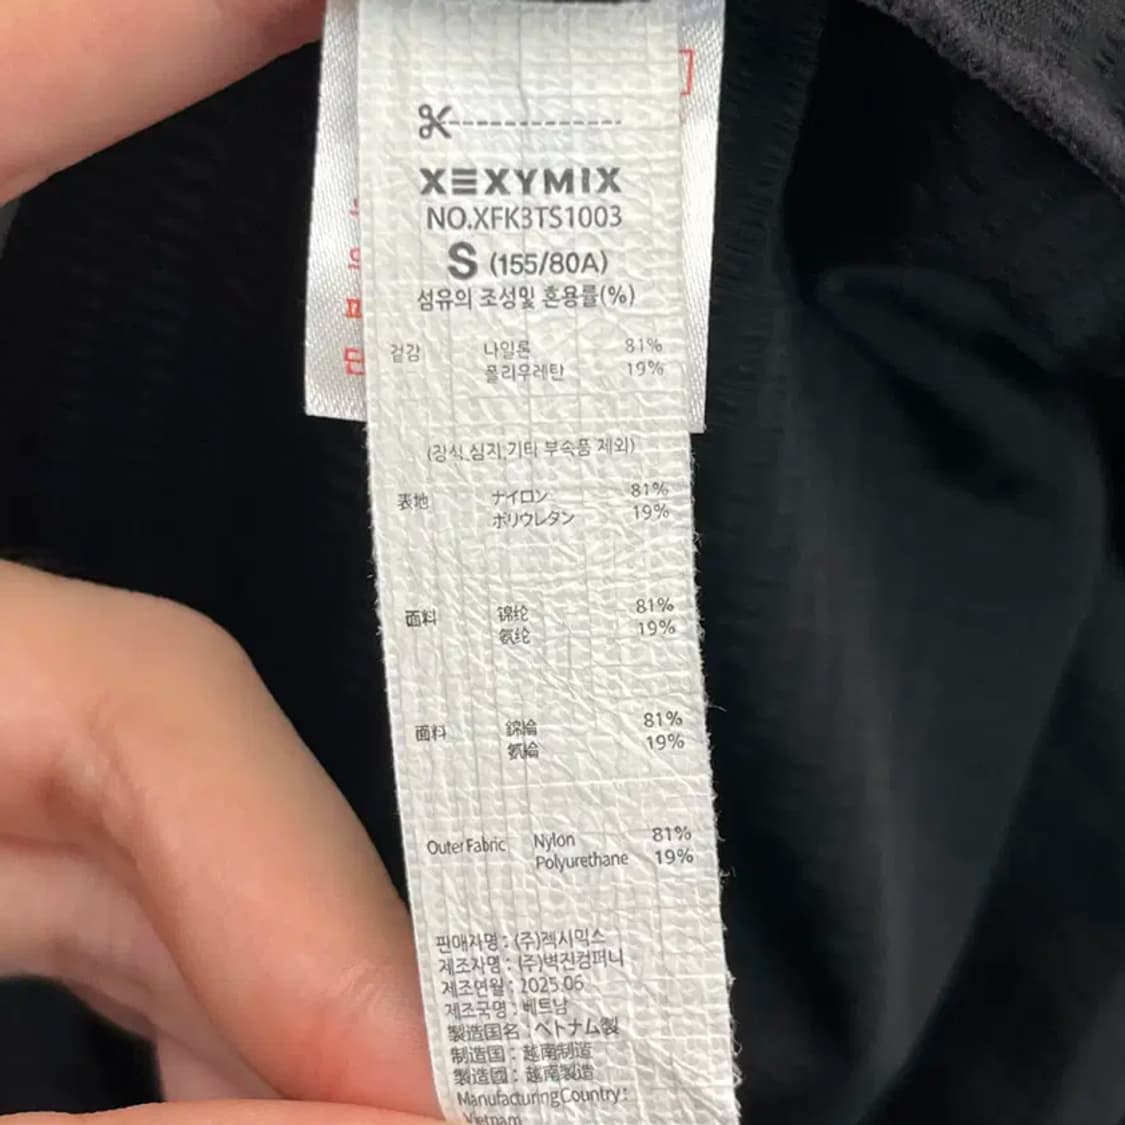 XEXYMIX
NO.XFK3TS1003
S (155/80A)
섬유의 조성및 혼용률(%)
겉감 나일론 81%
폴리우레탄 19%
(장식,심지,기타 부속품 제외)
表地 ナイロン 81%
ポリウレタン 19%
面料 锦纶 81%
氨纶 19%
面料 錦綸 81%
氨綸 19%
Outer Fabric Nylon 81%
Polyurethane 19%
판매자명 : (주)젝시믹스
제조자명 : (주)벽진컴퍼니
제조연월 : 2025.06
제조국명 : 베트남
製造国名 : ベトナム製
制造国 : 越南制造
製造國 : 越南製造
Manufacturing Country :
Vietnam